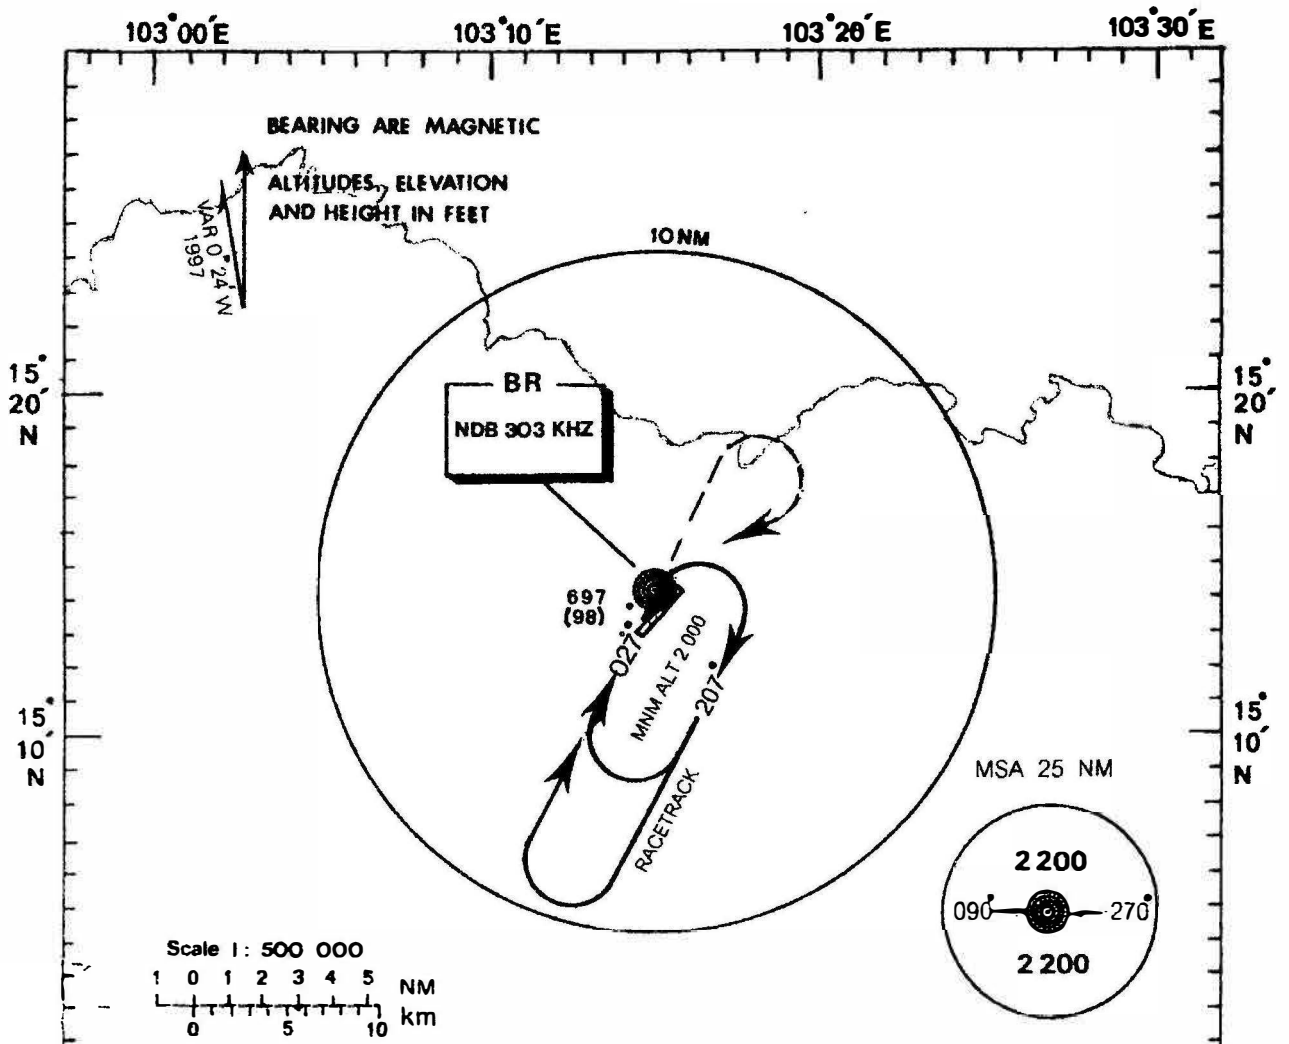 103°00´E
103°10´E
103°20´E
103°30´E
BEARING ARE MAGNETIC
ALTITUDES, ELEVATION
AND HEIGHT IN FEET
VAR 0°24´W
1997
10 NM
15°
20´
N
15°
20´
N
BR
NDB 303 KHZ
697
(98)
027°
MNM ALT 2 000
207°
RACETRACK
15°
10´
N
15°
10´
N
MSA 25 NM
2 200
090°
270°
2 200
Scale 1: 500 000
1 0 1 2 3 4 5 NM
0 5 10 km